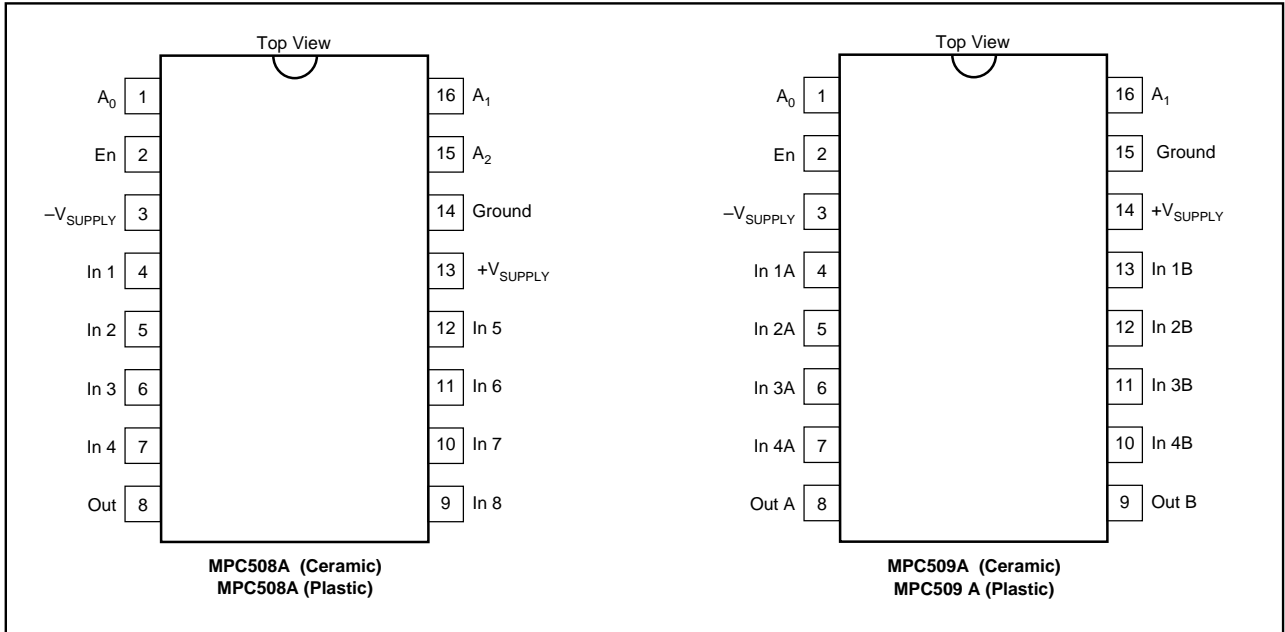 Top View
A0 1
16 A1
En 2
15 A2
–VSUPPLY 3
14 Ground
In 1 4
13 +VSUPPLY
In 2 5
12 In 5
In 3 6
11 In 6
In 4 7
10 In 7
Out 8
9 In 8
MPC508A (Ceramic)
MPC508A (Plastic)
Top View
A0 1
16 A1
En 2
15 Ground
–VSUPPLY 3
14 +VSUPPLY
In 1A 4
13 In 1B
In 2A 5
12 In 2B
In 3A 6
11 In 3B
In 4A 7
10 In 4B
Out A 8
9 Out B
MPC509A (Ceramic)
MPC509 A (Plastic)